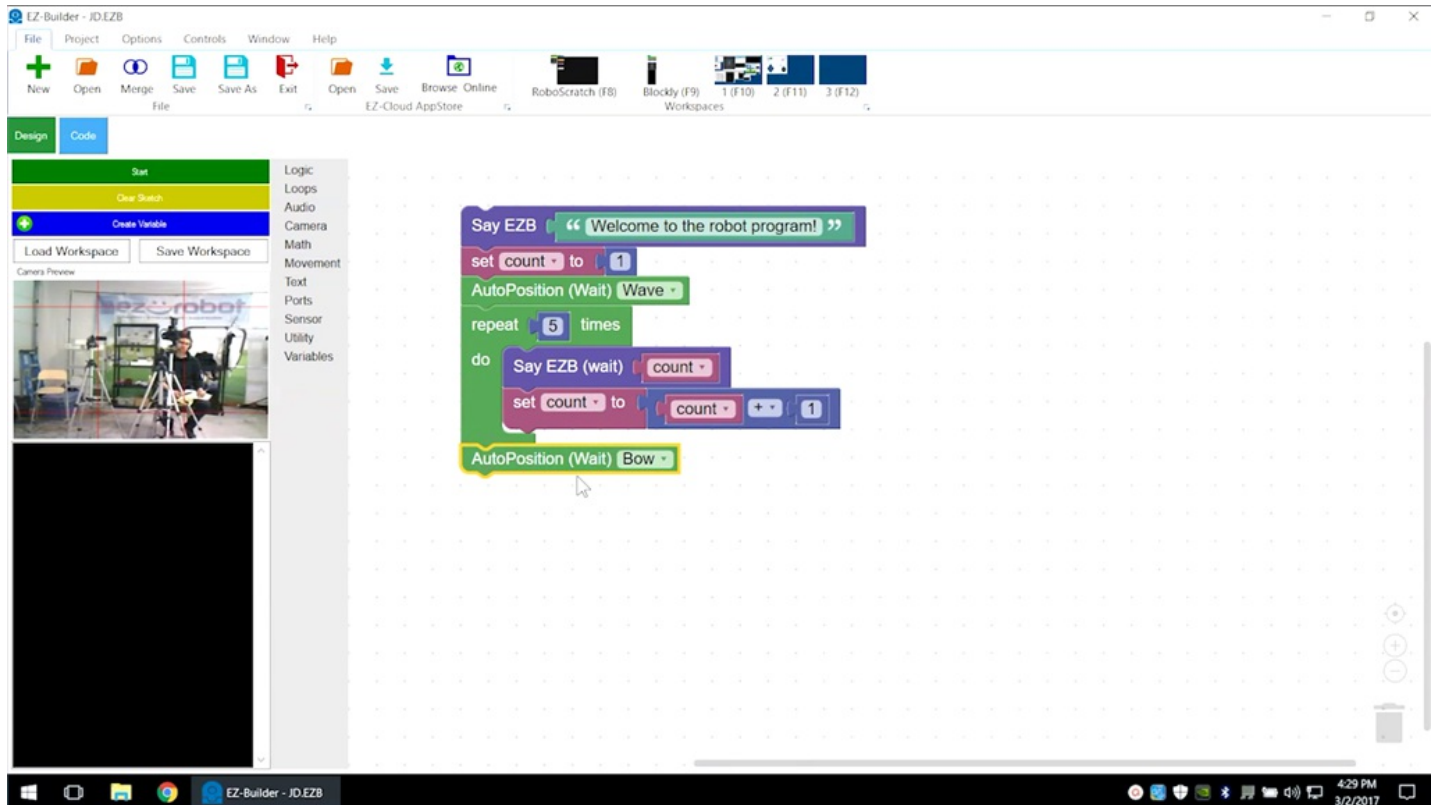 EZ-Builder - JD.EZB
File Project Options Controls Window Help
New Open Merge Save Save As Exit Open Save Browse Online RoboScratch (F8) Blockly (F9) 1 (F10) 2 (F11) 3 (F12)
File EZ-Cloud AppStore Workspaces
Design Code
Start
Clear Sketch
Create Variable
Load Workspace Save Workspace
Camera Preview
ez robot
Logic
Loops
Audio
Camera
Math
Movement
Text
Ports
Sensor
Utility
Variables
Say EZB “ Welcome to the robot program! ”
set count to 1
AutoPosition (Wait) Wave
repeat 5 times
do Say EZB (wait) count
set count to count + 1
AutoPosition (Wait) Bow
EZ-Builder - JD.EZB
4:29 PM
3/2/2017